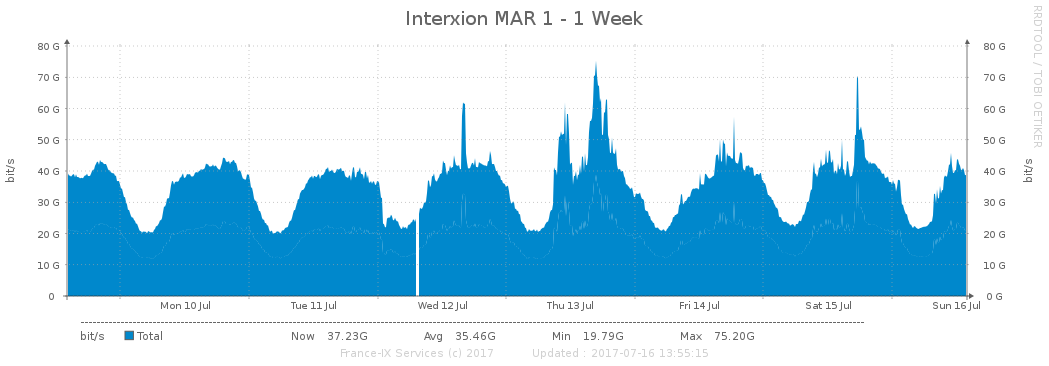 Interxion MAR 1 - 1 Week
RRDTOOL / TOBI OETIKER
bit/s
80 G 80 G
70 G 70 G
60 G 60 G
50 G 50 G
40 G 40 G
30 G 30 G
20 G 20 G
10 G 10 G
0 0 G
bit/s
Mon 10 Jul Tue 11 Jul Wed 12 Jul Thu 13 Jul Fri 14 Jul Sat 15 Jul Sun 16 Jul
bit/s Total Now 37.23G Avg 35.46G Min 19.79G Max 75.20G
France-IX Services (c) 2017 Updated : 2017-07-16 13:55:15